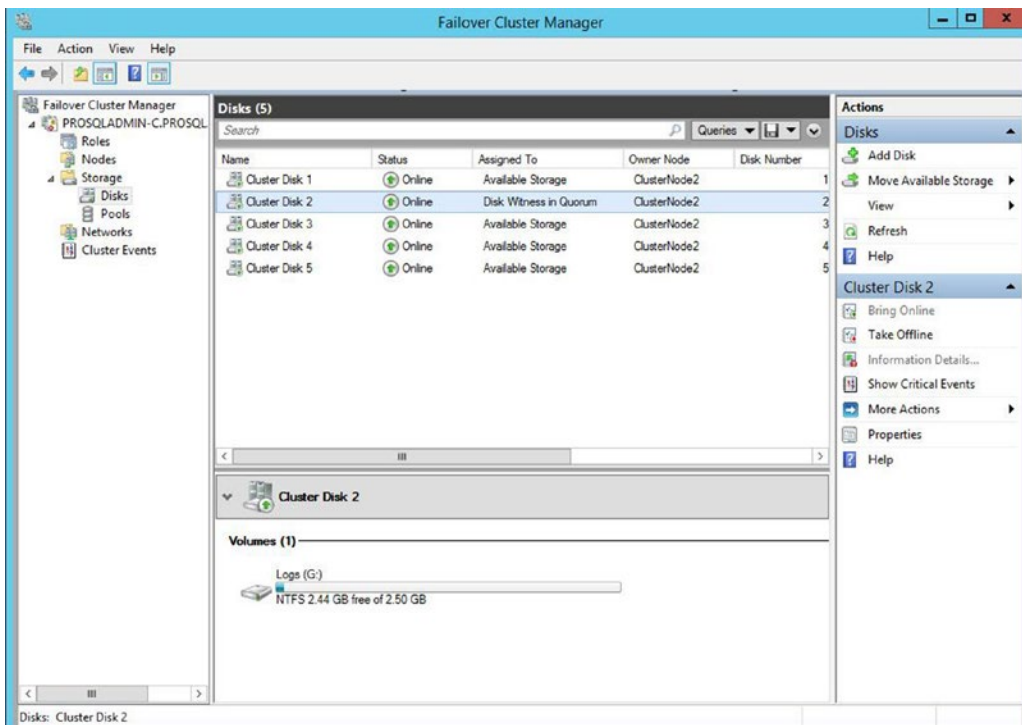 Failover Cluster Manager
File Action View Help
Failover Cluster Manager
PROSQLADMIN-C.PROSQL
Roles
Nodes
Storage
Disks
Pools
Networks
Cluster Events
Disks (5)
Search
Queries
Name Status Assigned To Owner Node Disk Number
Cluster Disk 1 Online Available Storage ClusterNode2 1
Cluster Disk 2 Online Disk Witness in Quorum ClusterNode2 2
Cluster Disk 3 Online Available Storage ClusterNode2 3
Cluster Disk 4 Online Available Storage ClusterNode2 4
Cluster Disk 5 Online Available Storage ClusterNode2 5
Cluster Disk 2
Volumes (1)
Logs (G:)
NTFS 2.44 GB free of 2.50 GB
Actions
Disks
Add Disk
Move Available Storage
View
Refresh
Help
Cluster Disk 2
Bring Online
Take Offline
Information Details...
Show Critical Events
More Actions
Properties
Help
Disks: Cluster Disk 2